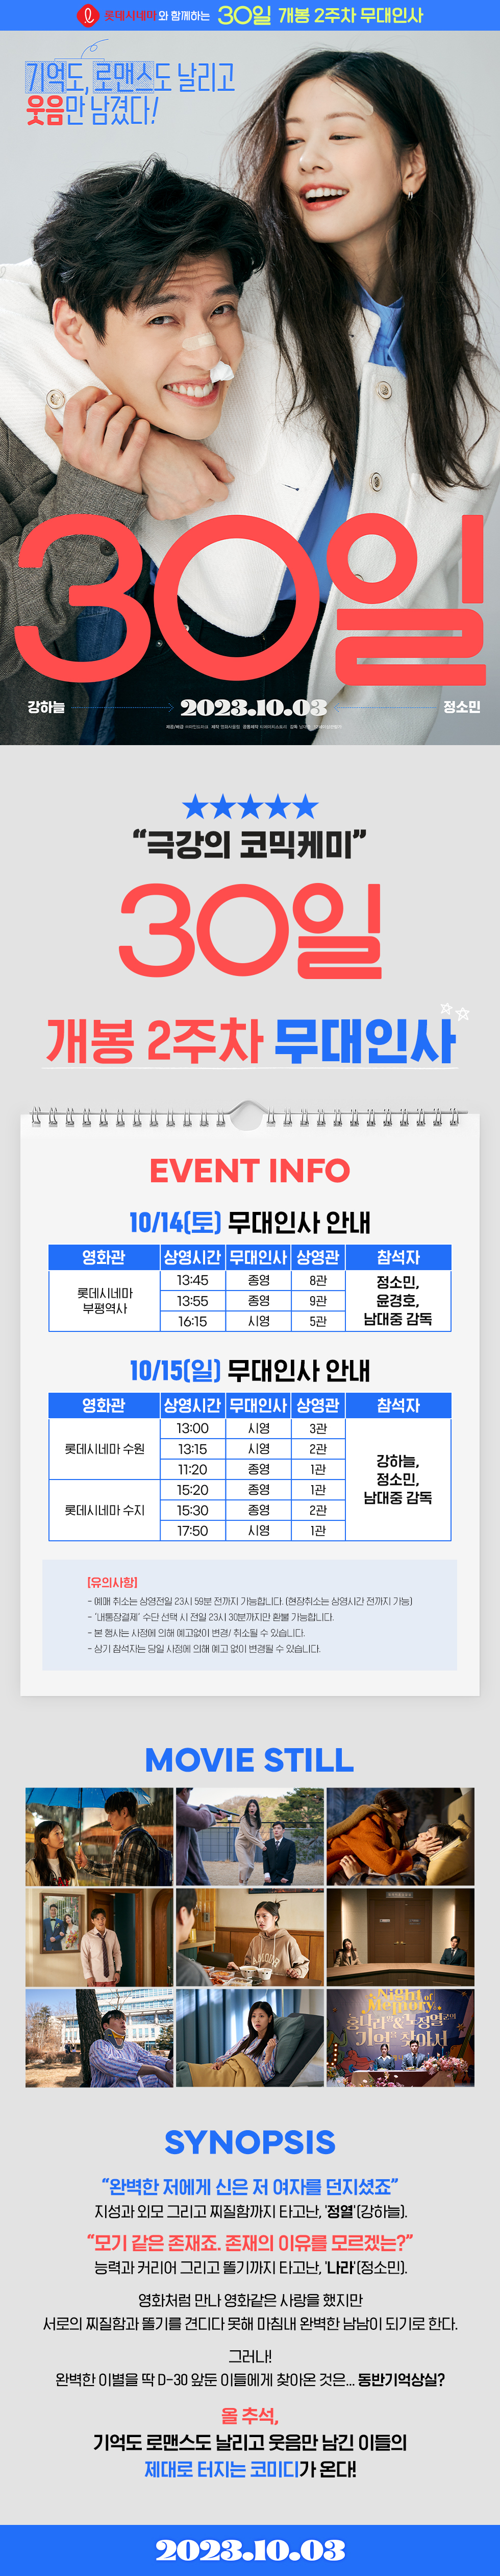 롯데시네마와 함께하는 30일 개봉 2주차 무대인사
기억도, 로맨스도 날리고
웃음만 남겼다!
30일
강하늘
2023.10.03
정소민
★★★★★
“극강의 코믹케미”
30일
개봉 2주차 무대인사
EVENT INFO
10/14(토) 무대인사 안내
영화관 상영시간 무대인사 상영관 참석자
롯데시네마
부평역사
13:45 종영 8관
13:55 종영 9관
16:15 시영 5관
정소민,
윤경호,
남대중 감독
10/15(일) 무대인사 안내
영화관 상영시간 무대인사 상영관 참석자
롯데시네마 수원
13:00 시영 3관
13:15 시영 2관
11:20 종영 1관
롯데시네마 수지
15:20 종영 1관
15:30 종영 2관
17:50 시영 1관
강하늘,
정소민,
남대중 감독
[유의사항]
- 예매 취소는 상영전일 23시 59분 전까지 가능합니다. (현장취소는 상영시간 전까지 가능)
- '내통장결제' 수단 선택 시 전일 23시 30분까지만 환불 가능합니다.
- 본 행사는 사정에 의해 예고없이 변경/ 취소될 수 있습니다.
- 상기 참석자는 당일 사정에 의해 예고 없이 변경될 수 있습니다.
MOVIE STILL
Night of
Memory
홍나라양&노정열군의
기억 찾아서
SYNOPSIS
“완벽한 저에게 신은 저 여자를 던지셨죠”
지성과 외모 그리고 찌질함까지 타고난, '정열'(강하늘).
“모기 같은 존재죠. 존재의 이유를 모르겠는?”
능력과 커리어 그리고 똘기까지 타고난, '나라'(정소민).
영화처럼 만나 영화같은 사랑을 했지만
서로의 찌질함과 똘기를 견디다 못해 마침내 완벽한 남남이 되기로 한다.
그러나!
완벽한 이별을 딱 D-30 앞둔 이들에게 찾아온 것은... 동반기억상실?
올 추석,
기억도 로맨스도 날리고 웃음만 남긴 이들의
제대로 터지는 코미디가 온다!
2023.10.03